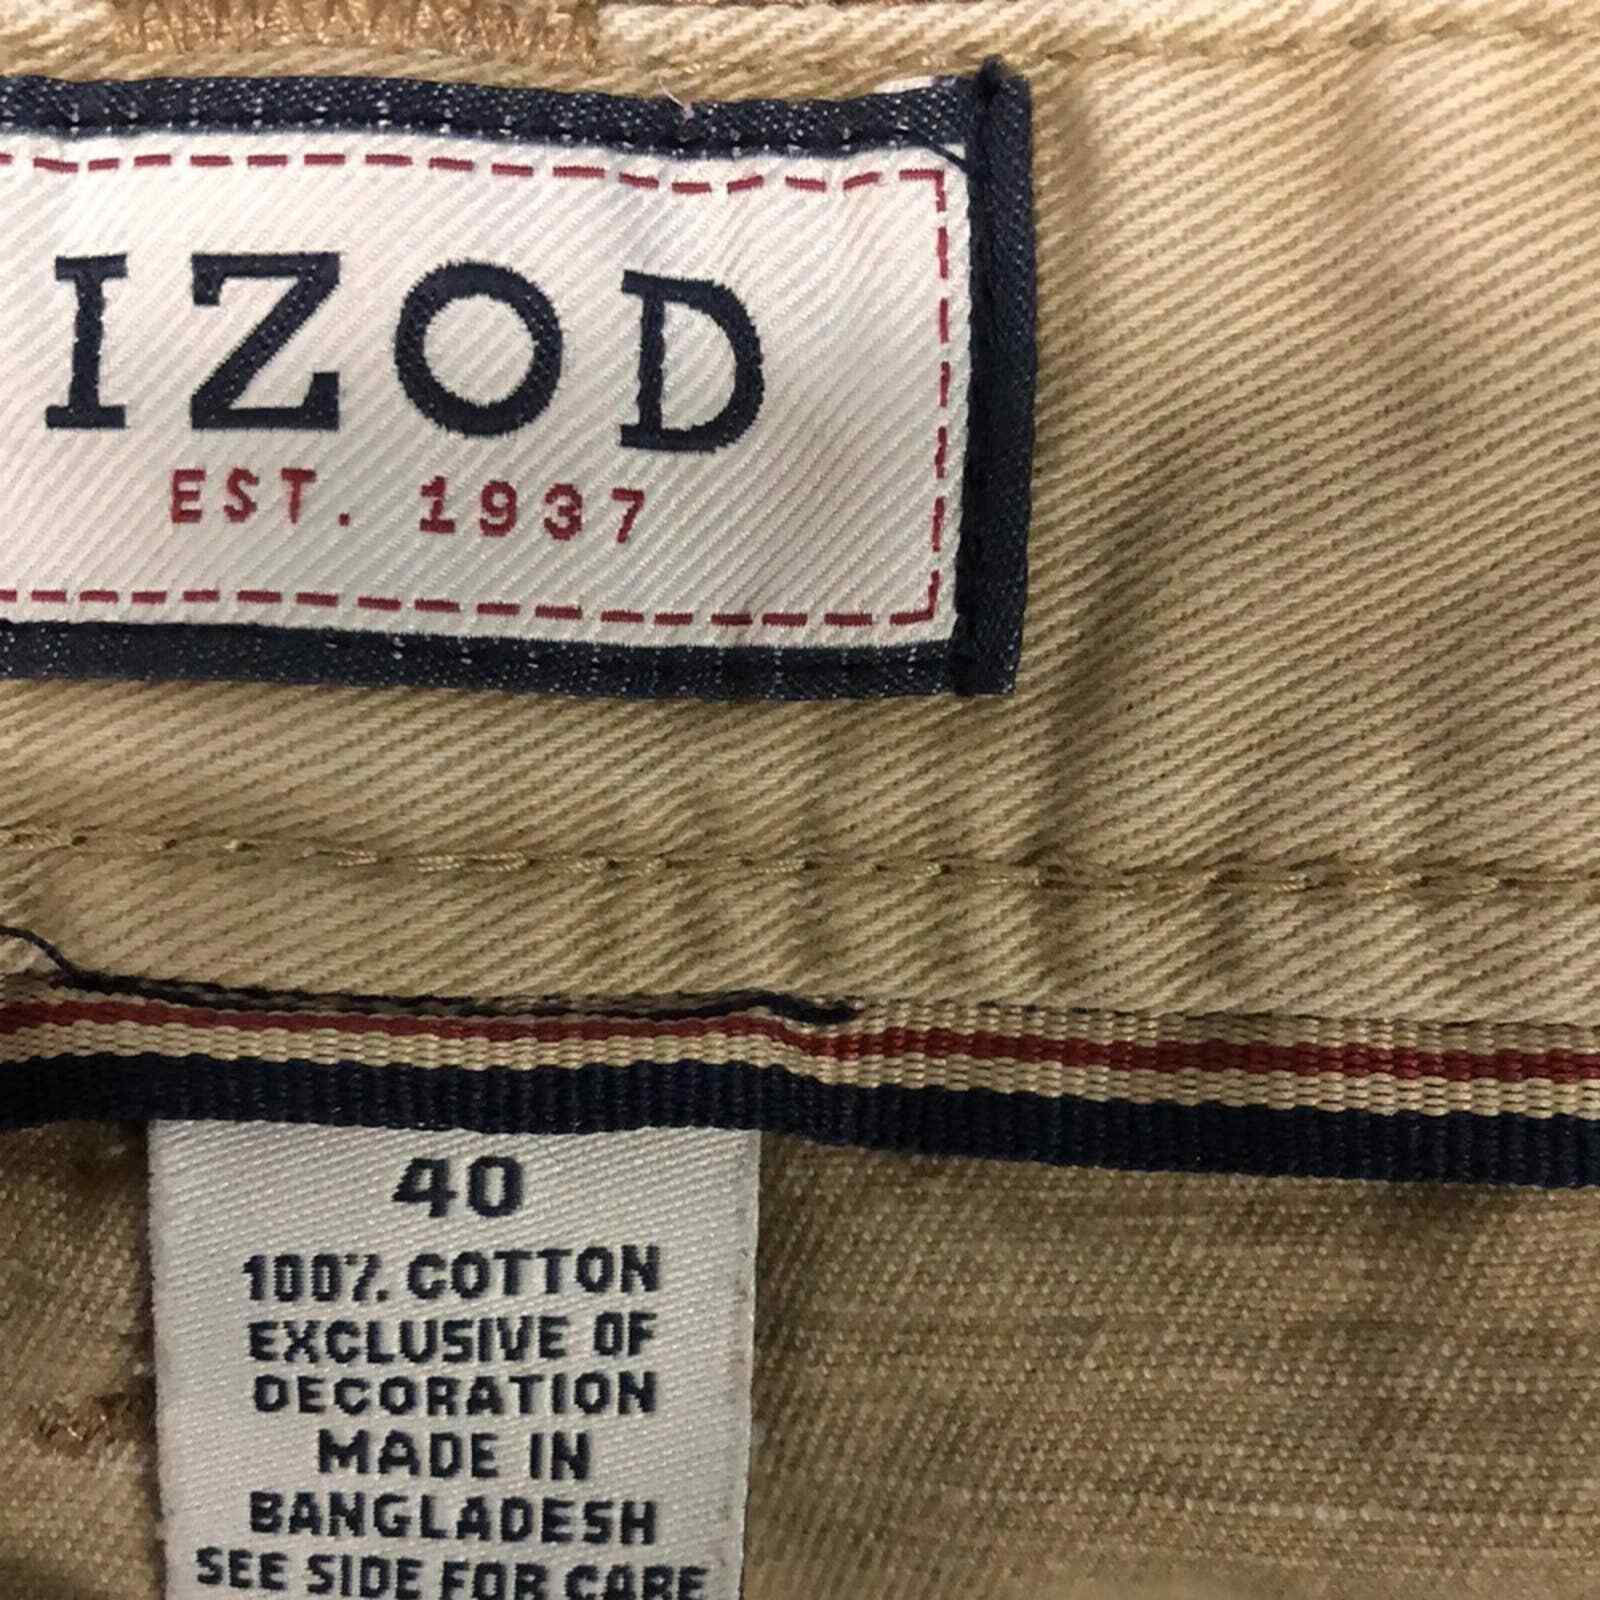 IZOD
EST. 1937
40
100% COTTON
EXCLUSIVE OF
DECORATION
MADE IN
BANGLADESH
SEE SIDE FOR CARE